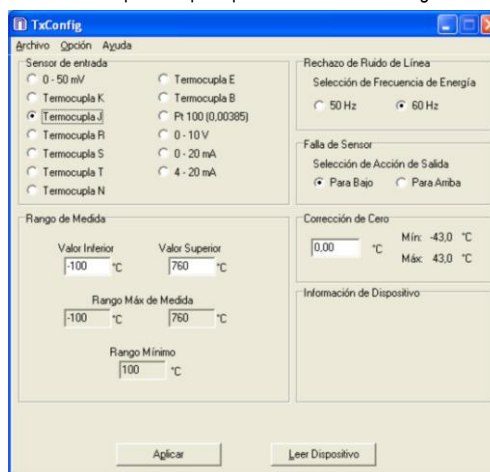 TxConfig
Archivo Opción Ayuda
Sensor de entrada
0 - 50 mV
Termocupla K
Termocupla J
Termocupla R
Termocupla S
Termocupla T
Termocupla N
Termocupla E
Termocupla B
Pt 100 (0,00385)
0 - 10 V
0 - 20 mA
4 - 20 mA
Rechazo de Ruido de Línea
Selección de Frecuencia de Energía
50 Hz 60 Hz
Falla de Sensor
Selección de Acción de Salida
Para Bajo Para Arriba
Rango de Medida
Valor Inferior Valor Superior
-100 °C 760 °C
Rango Máx de Medida
-100 °C 760 °C
Rango Mínimo
100 °C
Corrección de Cero
0,00 °C
Mín: -43,0 °C
Máx: 43,0 °C
Información de Dispositivo
Aplicar Leer Dispositivo